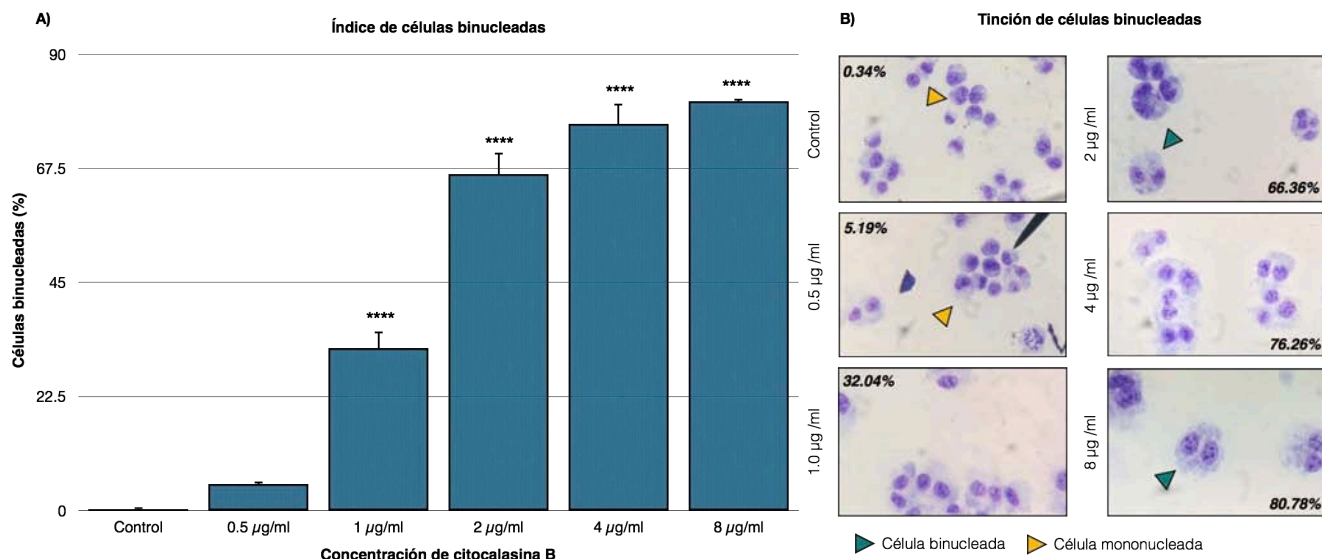 A)
Índice de células binucleadas
90
67.5
45
22.5
0
Células binucleadas (%)
****
****
****
****
Control
0.5 µg/ml
1 µg/ml
2 µg/ml
4 µg/ml
8 µg/ml
Concentración de citocalasina B
B)
Tinción de células binucleadas
Control
0.34%
2 µg /ml
66.36%
0.5 µg /ml
5.19%
4 µg /ml
76.26%
1.0 µg /ml
32.04%
8 µg /ml
80.78%
Célula binucleada
Célula mononucleada